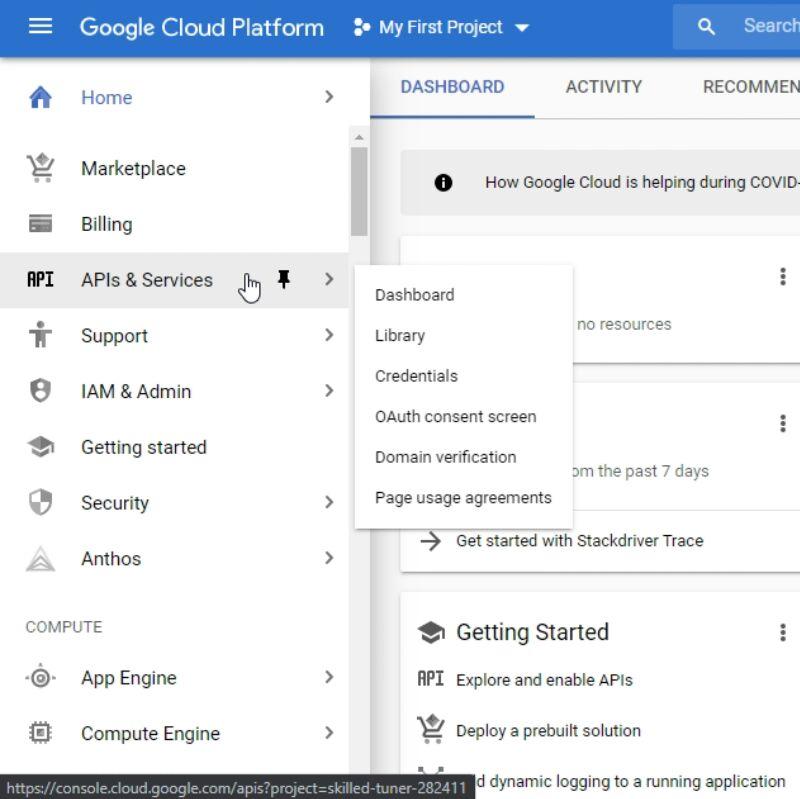 Google Cloud Platform
My First Project
Search
Home
Marketplace
Billing
API APIs & Services
Support
IAM & Admin
Getting started
Security
Anthos
COMPUTE
App Engine
Compute Engine
https://console.cloud.google.com/apis?project=skilled-tuner-282411
Dashboard
Library
Credentials
OAuth consent screen
Domain verification
Page usage agreements
DASHBOARD ACTIVITY RECOMMEN
How Google Cloud is helping during COVID-
no resources
om the past 7 days
Get started with Stackdriver Trace
Getting Started
API Explore and enable APIs
Deploy a prebuilt solution
d dynamic logging to a running application